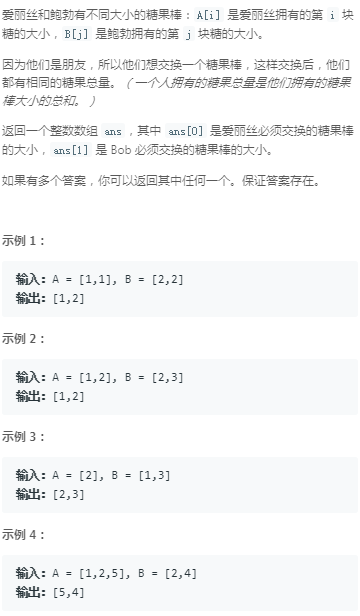 爱丽丝和鲍勃有不同大小的糖果棒：A[i] 是爱丽丝拥有的第 i 块
糖的大小，B[j] 是鲍勃拥有的第 j 块糖的大小。
因为他们是朋友，所以他们想交换一个糖果棒，这样交换后，他们
都有相同的糖果总量。（一个人拥有的糖果总量是他们拥有的糖果
棒大小的总和。）
返回一个整数数组 ans，其中 ans[0] 是爱丽丝必须交换的糖果棒
的大小，ans[1] 是 Bob 必须交换的糖果棒的大小。
如果有多个答案，你可以返回其中任何一个。保证答案存在。
示例 1：
输入：A = [1,1], B = [2,2]
输出：[1,2]
示例 2：
输入：A = [1,2], B = [2,3]
输出：[1,2]
示例 3：
输入：A = [2], B = [1,3]
输出：[2,3]
示例 4：
输入：A = [1,2,5], B = [2,4]
输出：[5,4]